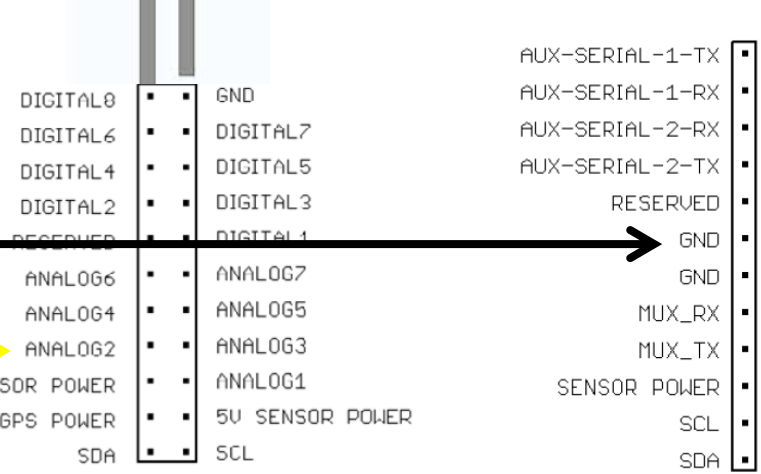 DIGITAL8
DIGITAL6
DIGITAL4
DIGITAL2
RESERVED
ANALOG6
ANALOG4
ANALOG2
SOR POWER
GPS POWER
SDA
GND
DIGITAL7
DIGITAL5
DIGITAL3
DIGITAL1
ANALOG7
ANALOG5
ANALOG3
ANALOG1
5V SENSOR POWER
SCL
AUX-SERIAL-1-TX
AUX-SERIAL-1-RX
AUX-SERIAL-2-RX
AUX-SERIAL-2-TX
RESERVED
GND
GND
MUX_RX
MUX_TX
SENSOR POWER
SCL
SDA